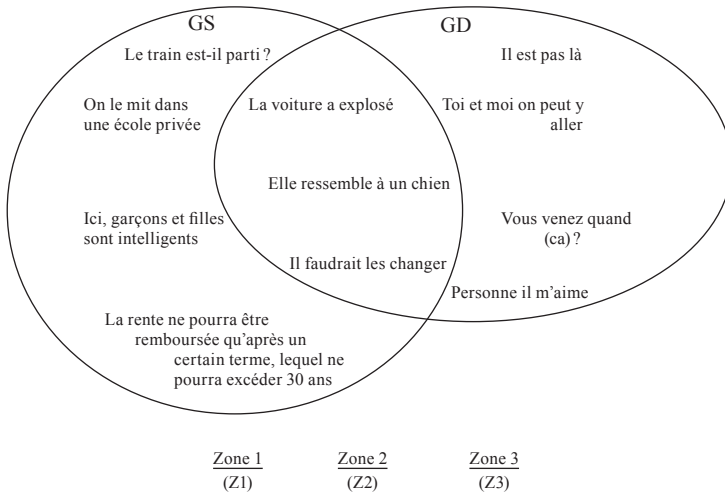 GS
GD
Le train est-il parti ?
Il est pas là
On le mit dans
une école privée
La voiture a explosé
Toi et moi on peut y
aller
Elle ressemble à un chien
Ici, garçons et filles
sont intelligents
Vous venez quand
(ca) ?
Il faudrait les changer
Personne il m'aime
La rente ne pourra être
remboursée qu'après un
certain terme, lequel ne
pourra excéder 30 ans
Zone 1
(Z1)
Zone 2
(Z2)
Zone 3
(Z3)